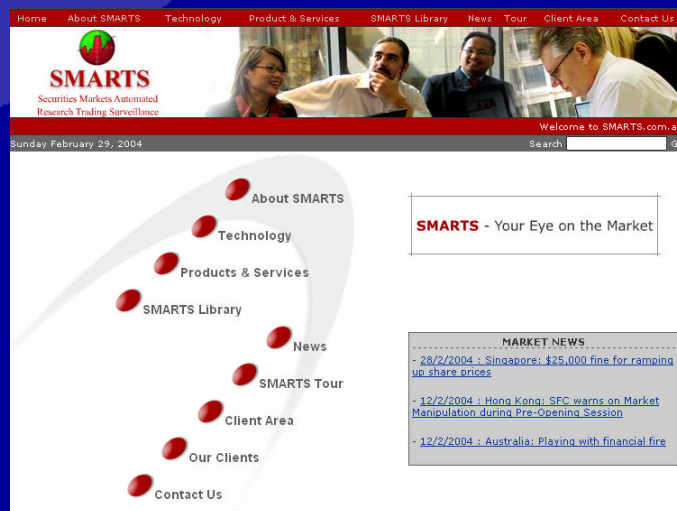 Home About SMARTS Technology Product & Services SMARTS Library News Tour Client Area Contact Us
SMARTS
Securities Markets Automated
Research Trading Surveillance
Welcome to SMARTS.com.a
Sunday February 29, 2004
Search
G
About SMARTS
Technology
Products & Services
SMARTS Library
News
SMARTS Tour
Client Area
Our Clients
Contact Us
SMARTS - Your Eye on the Market
MARKET NEWS
- 28/2/2004 : Singapore: $25,000 fine for ramping
up share prices
- 12/2/2004 : Hong Kong: SFC warns on Market
Manipulation during Pre-Opening Session
- 12/2/2004 : Australia: Playing with financial fire